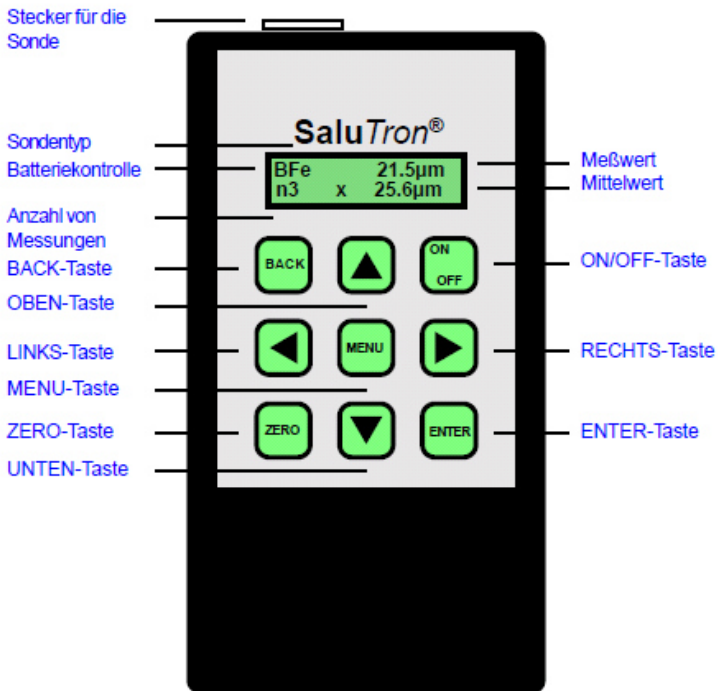 Stecker für die
Sonde
SaluTron®
Sondentyp
Batteriekontrolle
BFe 21.5µm
n3 x 25.6µm
Meßwert
Mittelwert
Anzahl von
Messungen
BACK-Taste
BACK
ON
OFF
ON/OFF-Taste
OBEN-Taste
LINKS-Taste
MENU
RECHTS-Taste
MENU-Taste
ZERO-Taste
ZERO
ENTER
ENTER-Taste
UNTEN-Taste